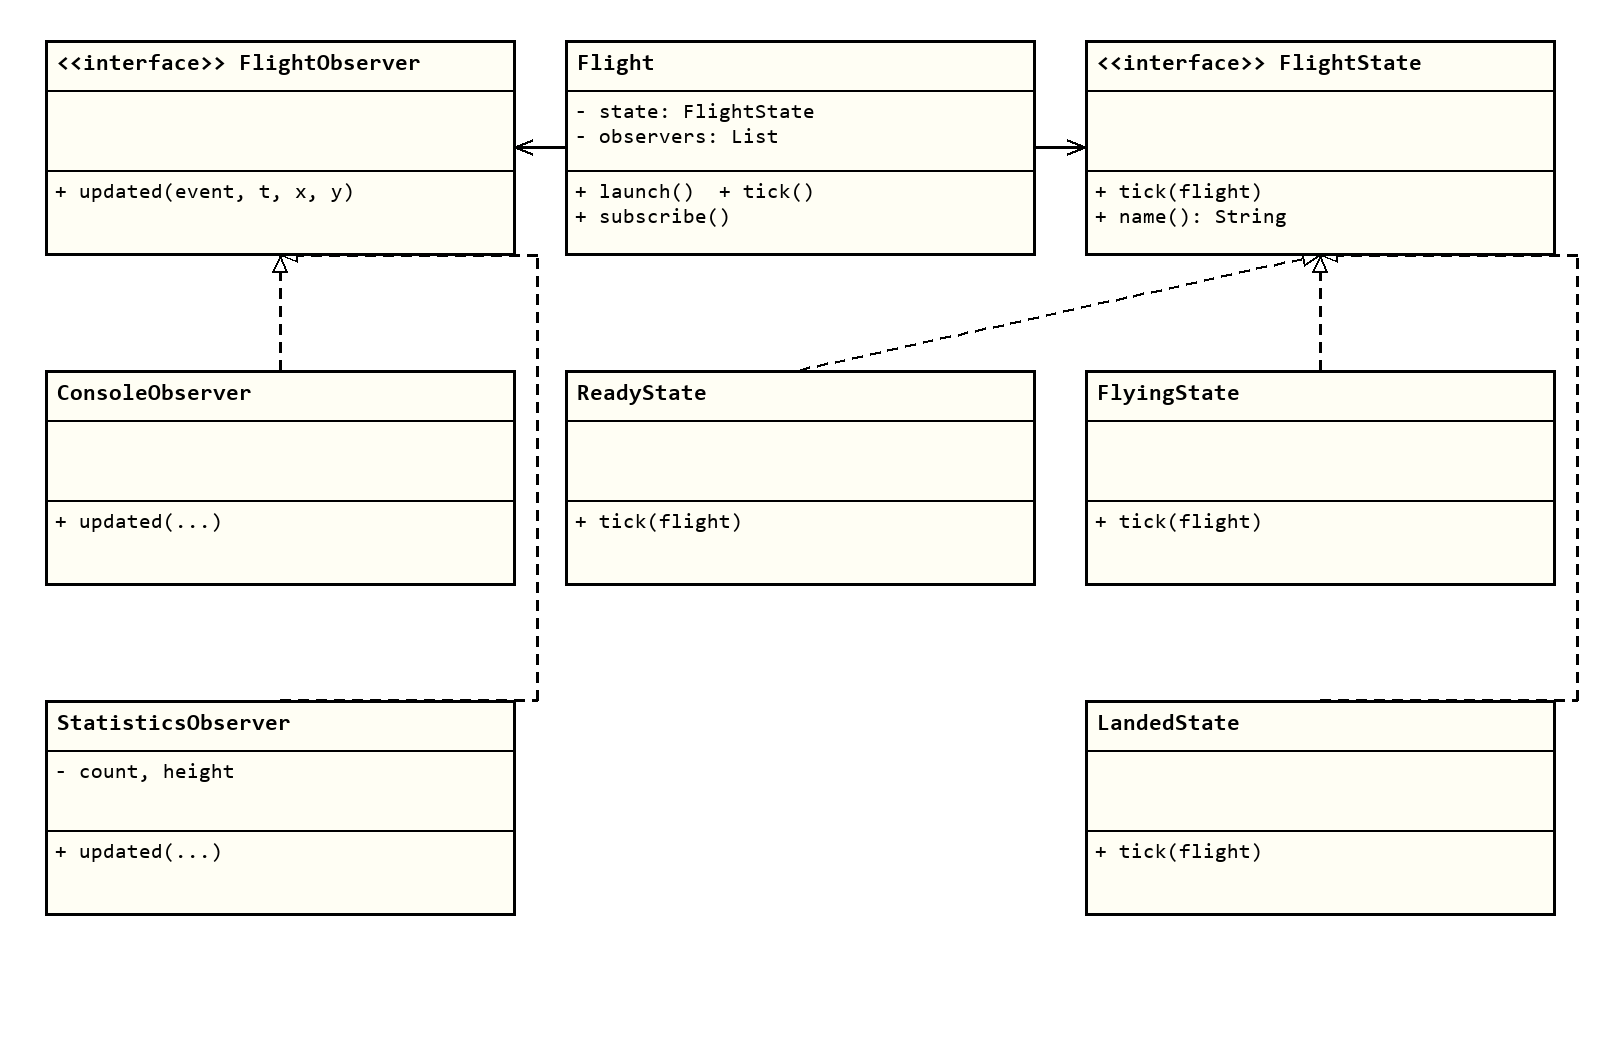 <<interface>> FlightObserver
+ updated(event, t, x, y)
Flight
- state: FlightState
- observers: List
+ launch()  + tick()
+ subscribe()
<<interface>> FlightState
+ tick(flight)
+ name(): String
ConsoleObserver
+ updated(...)
ReadyState
+ tick(flight)
FlyingState
+ tick(flight)
StatisticsObserver
- count, height
+ updated(...)
LandedState
+ tick(flight)